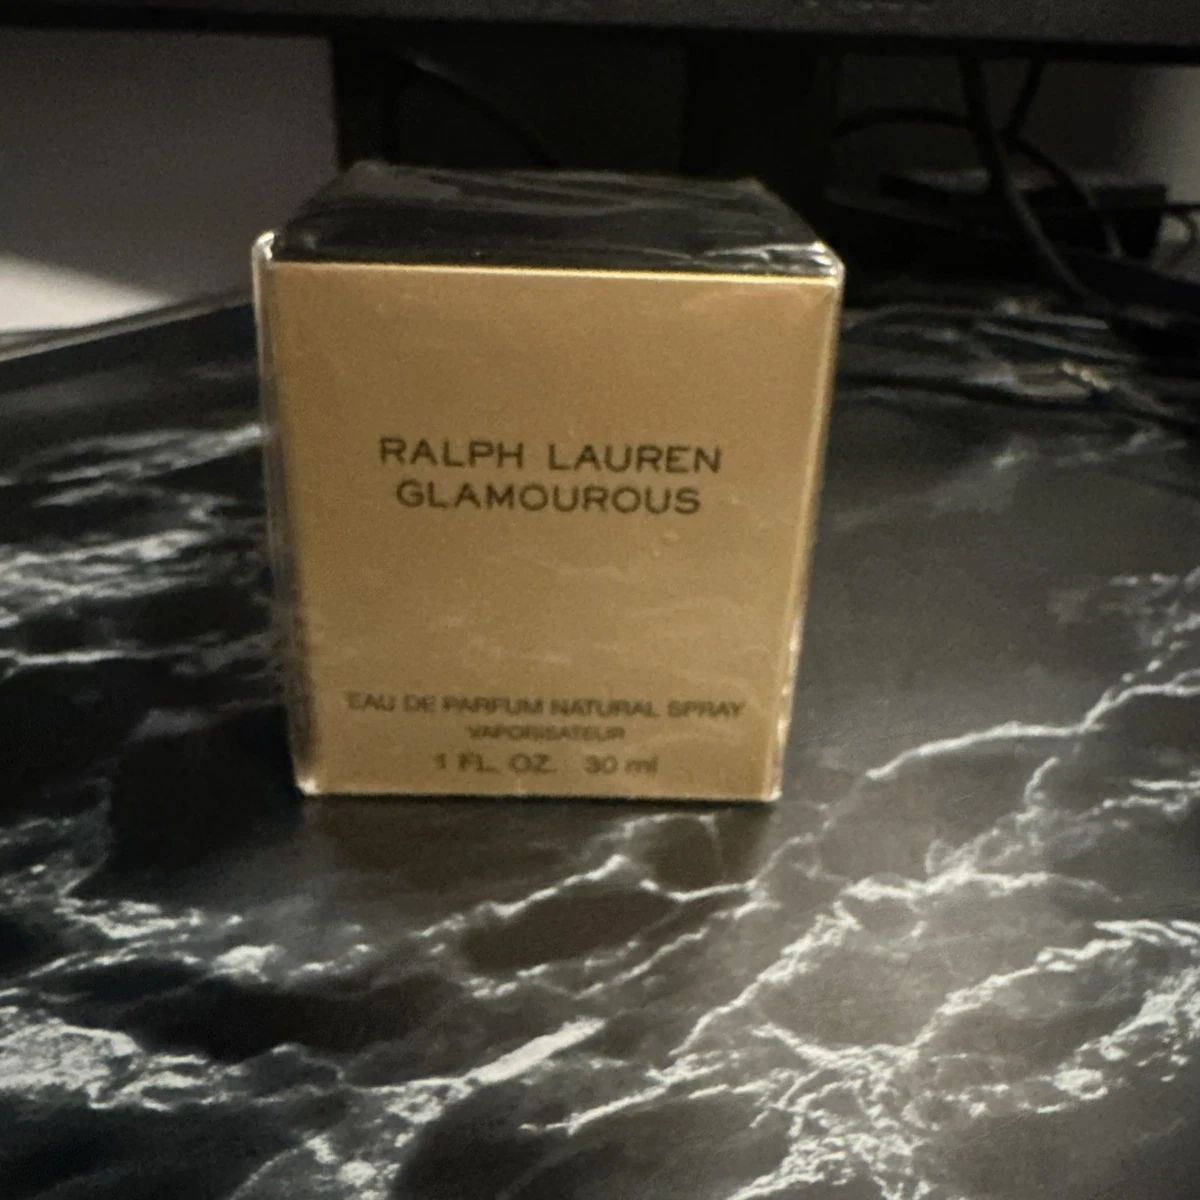 RALPH LAUREN
GLAMOUROUS
EAU DE PARFUM NATURAL SPRAY
VAPORISATEUR
1 FL. OZ. 30 ml